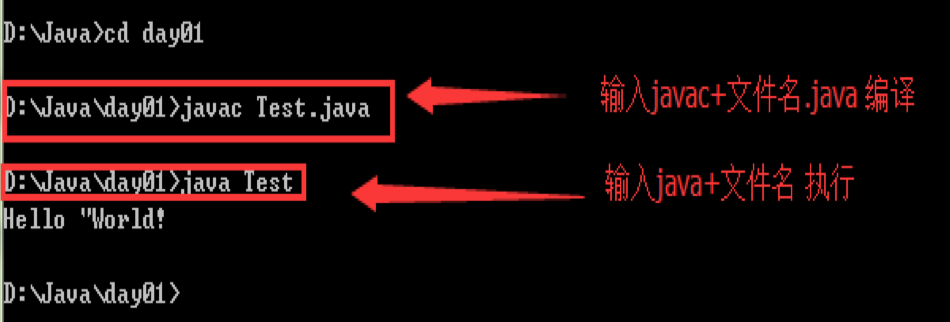 D:\Java>cd day01
D:\Java\day01>javac Test.java
输入javac+文件名.java 编译
D:\Java\day01>java Test
输入java+文件名 执行
Hello "World!
D:\Java\day01>